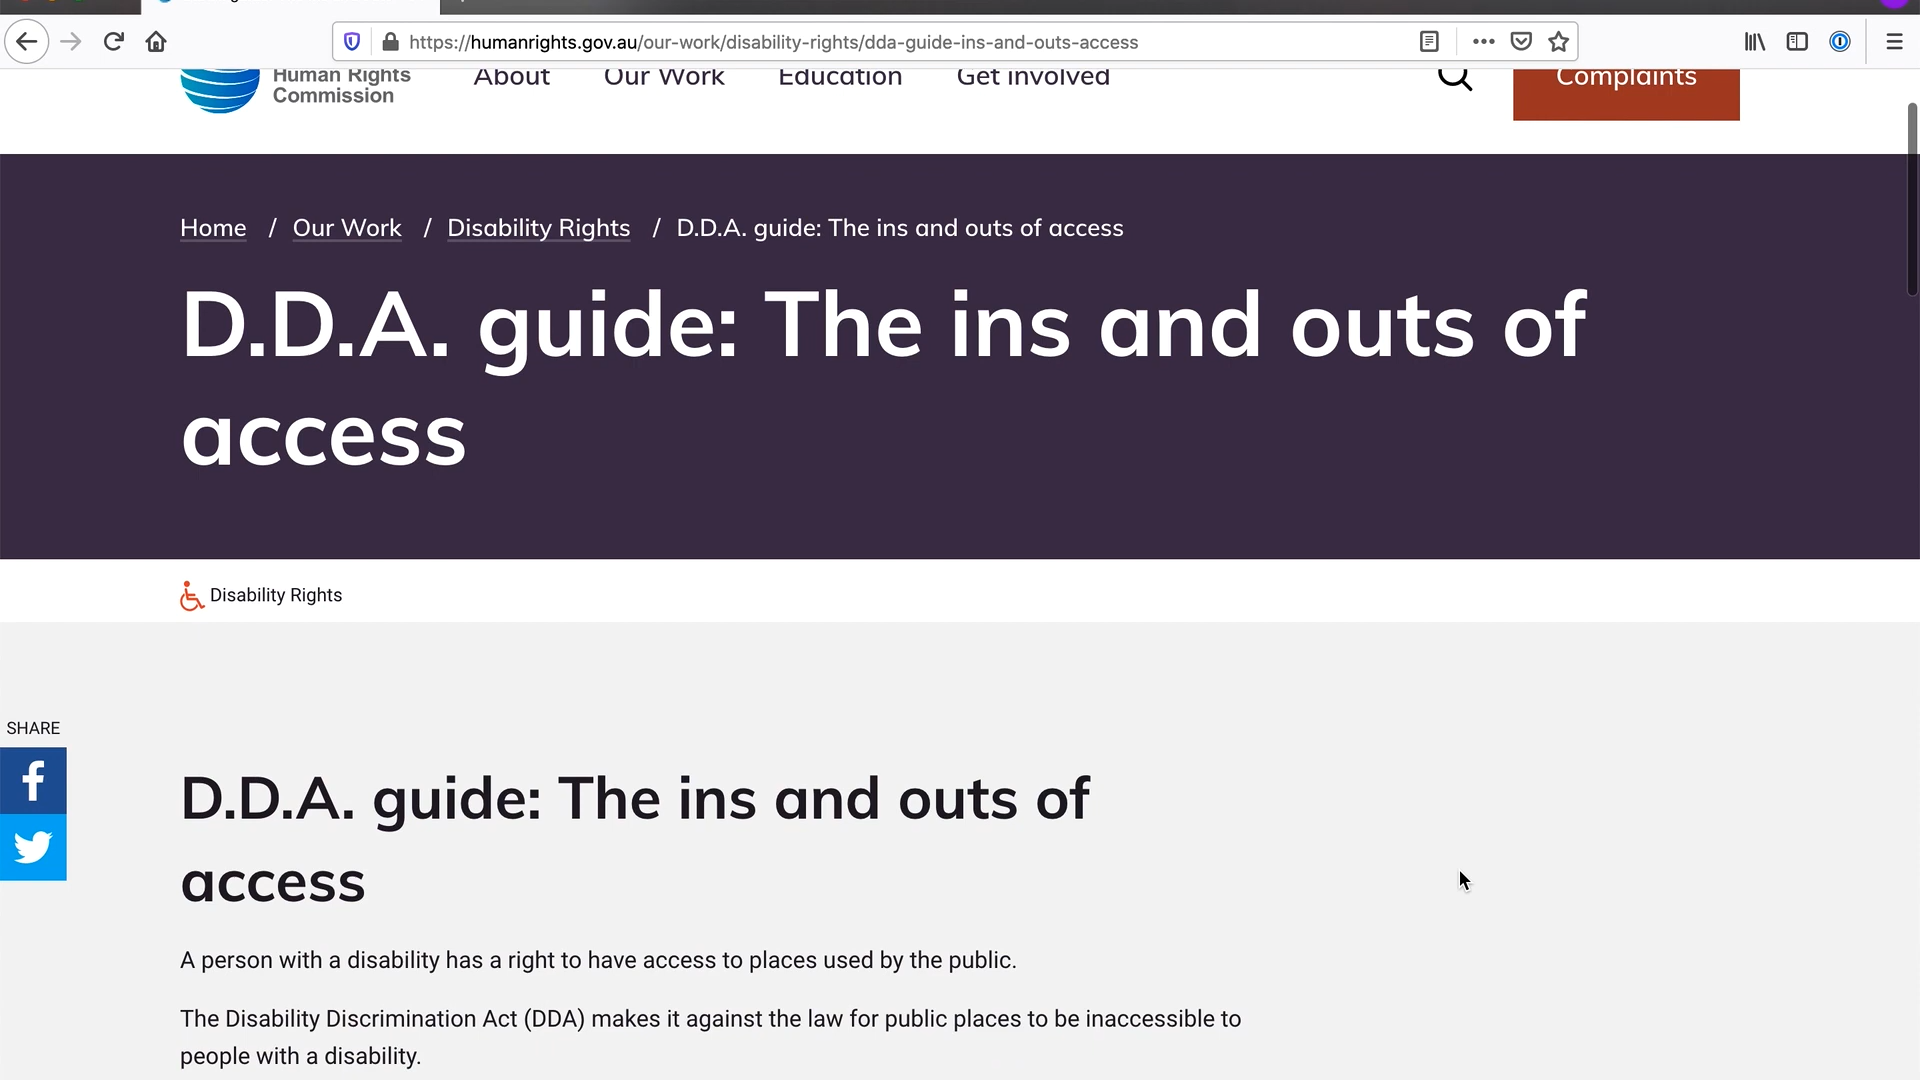 https://humanrights.gov.au/our-work/disability-rights/dda-guide-ins-and-outs-access
Human Rights
Commission
About
Our Work
Education
Get involved
Complaints
Home / Our Work / Disability Rights / D.D.A. guide: The ins and outs of access
D.D.A. guide: The ins and outs of
access
Disability Rights
SHARE
D.D.A. guide: The ins and outs of
access
A person with a disability has a right to have access to places used by the public.
The Disability Discrimination Act (DDA) makes it against the law for public places to be inaccessible to
people with a disability.